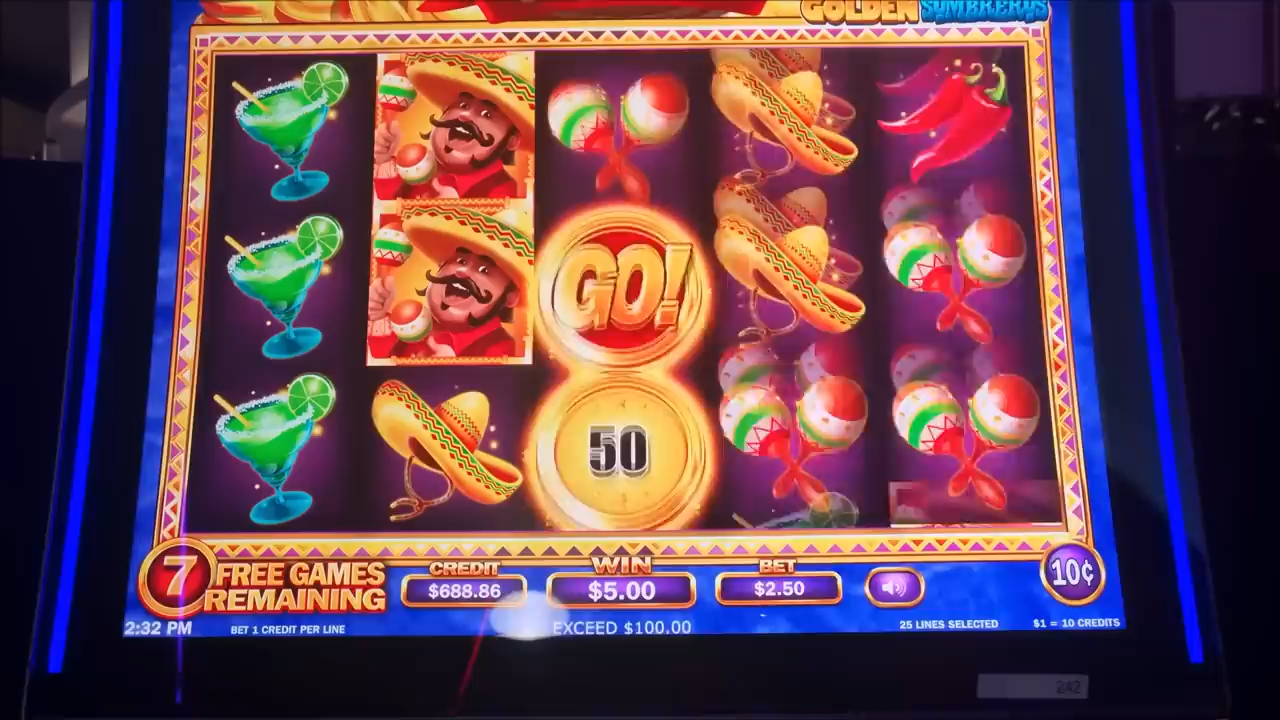 GOLDEN SOMBREROS
GO!
50
7 FREE GAMES REMAINING
CREDIT
$688.86
WIN
$5.00
BET
$2.50
10¢
2:32 PM
BET 1 CREDIT PER LINE
EXCEED $100.00
25 LINES SELECTED
$1 = 10 CREDITS
242